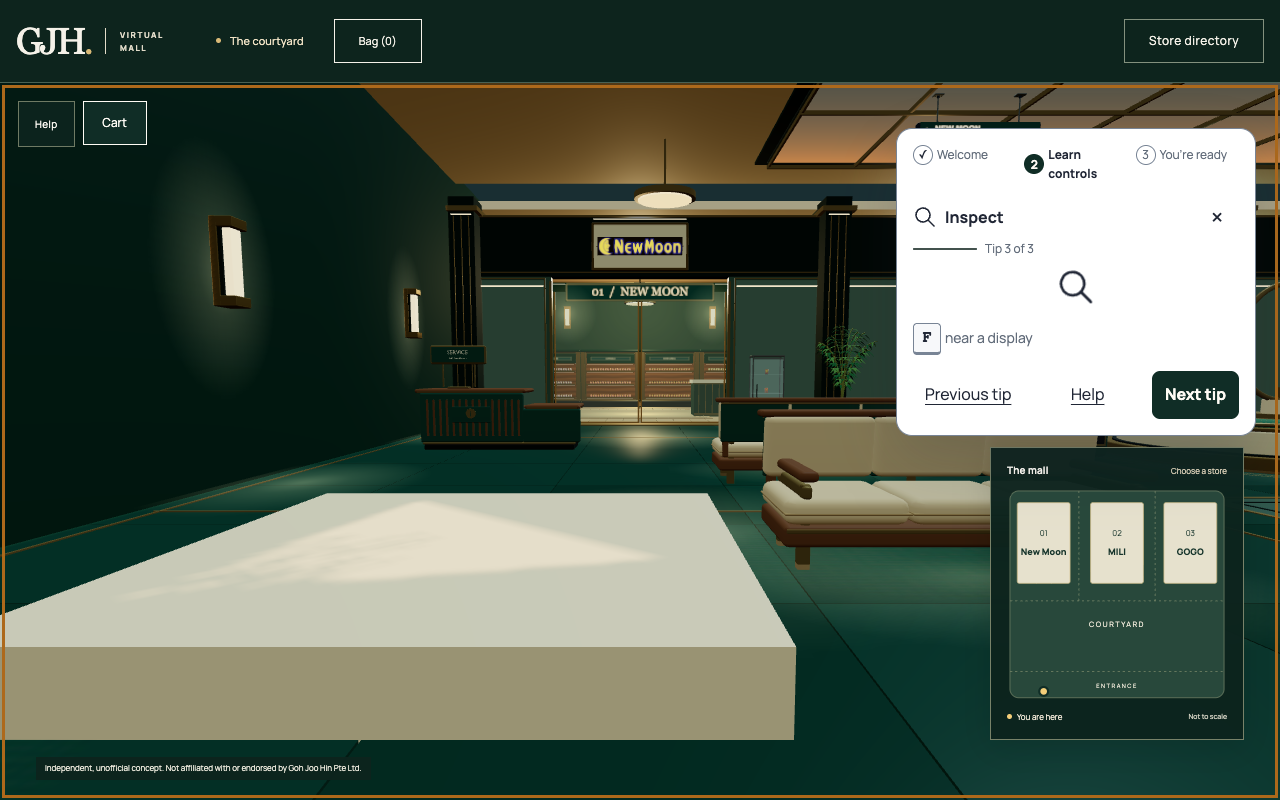 GJH.
VIRTUAL
MALL
The courtyard
Bag (0)
Store directory
Help
Cart
NEW MOON
✓ Welcome
2 Learn
controls
3 You're ready
Inspect
×
Tip 3 of 3
F near a display
Previous tip
Help
Next tip
NewMoon
01 / NEW MOON
SERVICE
The mall
Choose a store
01
New Moon
02
MILI
03
GOGO
COURTYARD
ENTRANCE
You are here
Not to scale
Independent, unofficial concept. Not affiliated with or endorsed by Goh Joo Hin Pte Ltd.